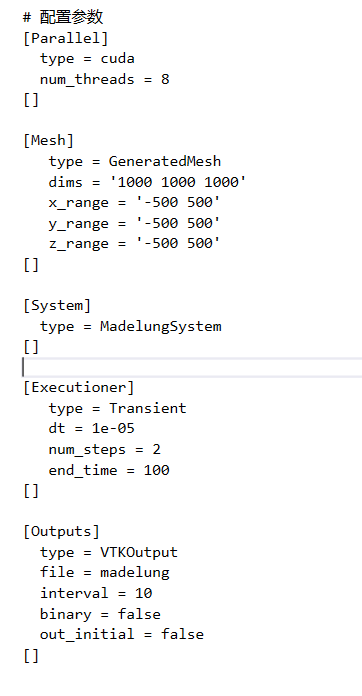 # 配置参数
[Parallel]
type = cuda
num_threads = 8
[]
[Mesh]
type = GeneratedMesh
dims = '1000 1000 1000'
x_range = '-500 500'
y_range = '-500 500'
z_range = '-500 500'
[]
[System]
type = MadelungSystem
[]
[Executioner]
type = Transient
dt = 1e-05
num_steps = 2
end_time = 100
[]
[Outputs]
type = VTKOutput
file = madelung
interval = 10
binary = false
out_initial = false
[]